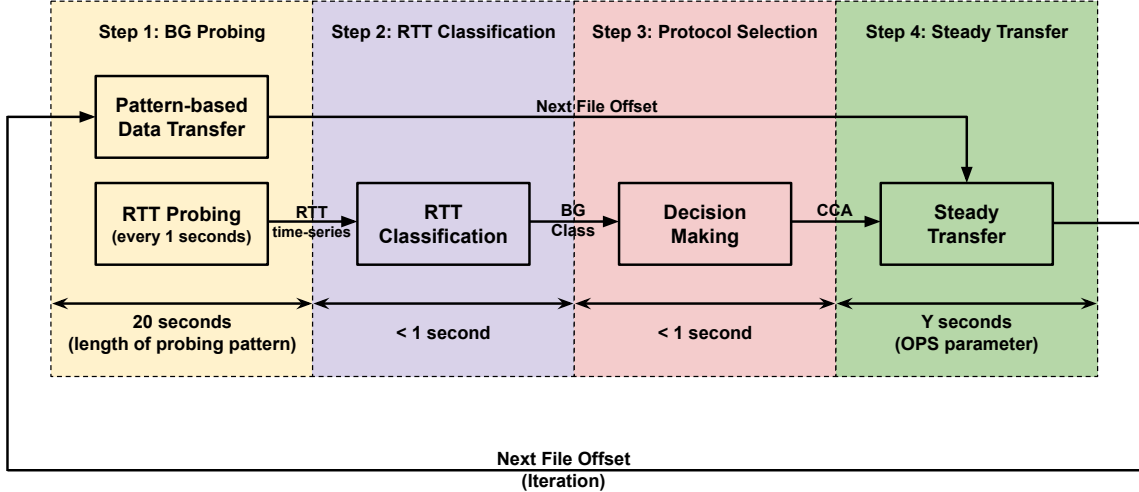 Step 1: BG Probing
Step 2: RTT Classification
Step 3: Protocol Selection
Step 4: Steady Transfer
Pattern-based
Data Transfer
Next File Offset
RTT Probing
(every 1 seconds)
RTT
time-series
RTT
Classification
BG
Class
Decision
Making
CCA
Steady
Transfer
20 seconds
(length of probing pattern)
< 1 second
< 1 second
Y seconds
(OPS parameter)
Next File Offset
(Iteration)